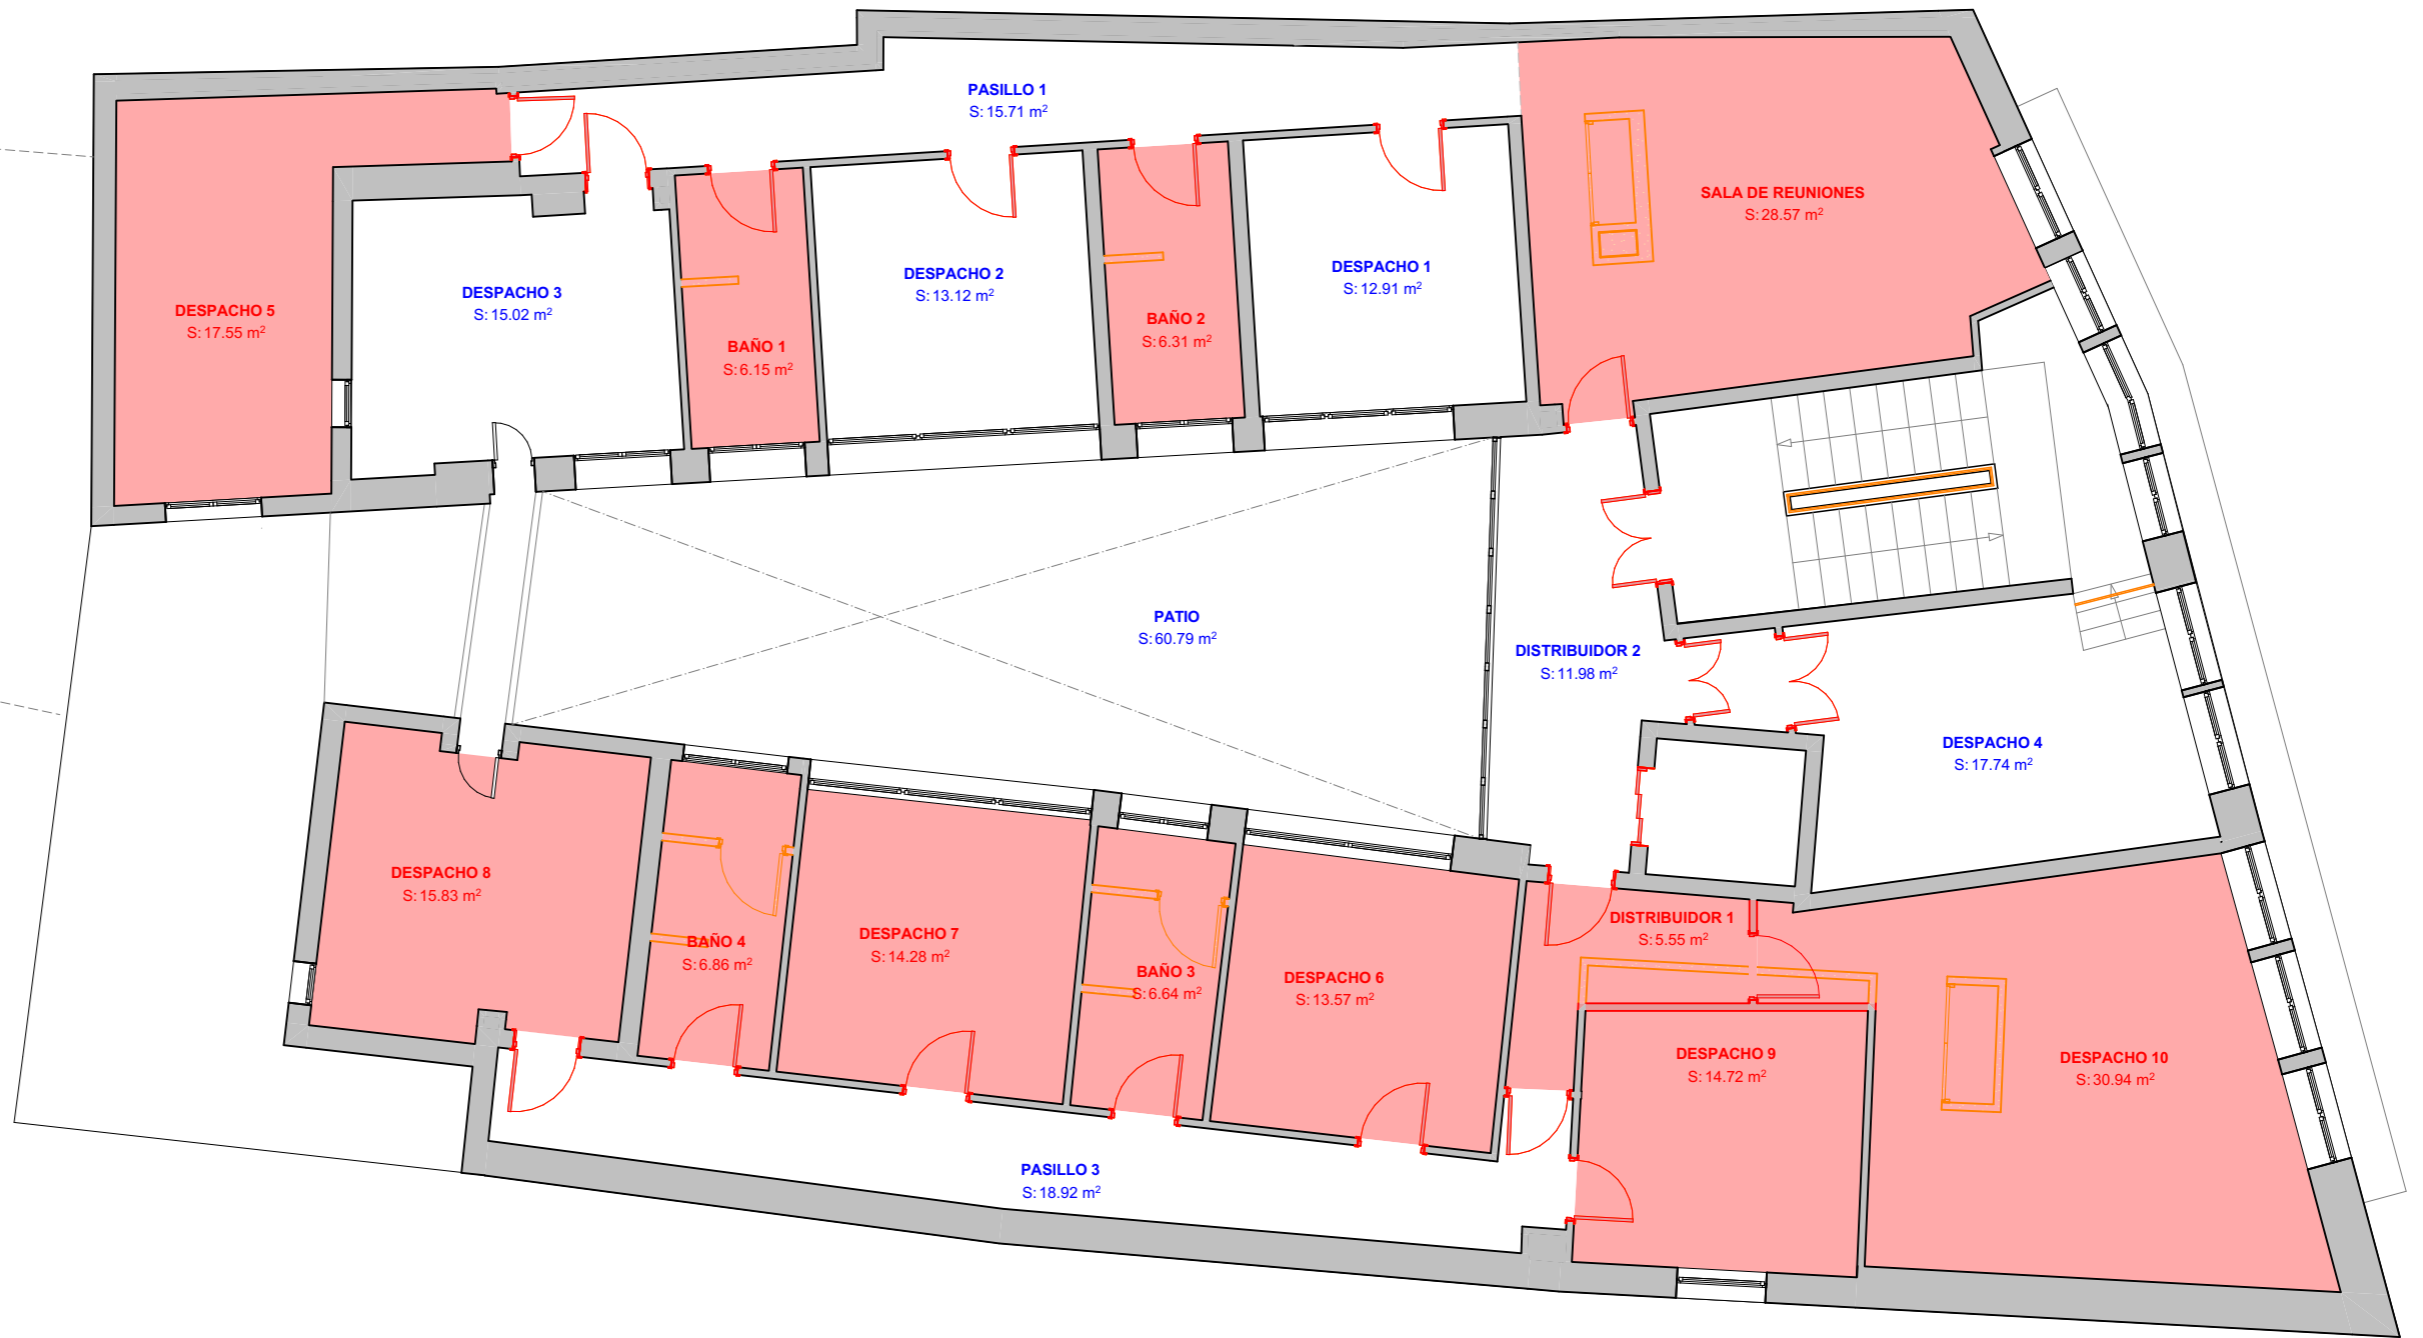 PASILLO 1
S: 15.71 m²
SALA DE REUNIONES
S: 28.57 m²
DESPACHO 5
S: 17.55 m²
DESPACHO 3
S: 15.02 m²
BAÑO 1
S: 6.15 m²
DESPACHO 2
S: 13.12 m²
BAÑO 2
S: 6.31 m²
DESPACHO 1
S: 12.91 m²
PATIO
S: 60.79 m²
DISTRIBUIDOR 2
S: 11.98 m²
DESPACHO 4
S: 17.74 m²
DESPACHO 8
S: 15.83 m²
BAÑO 4
S: 6.86 m²
DESPACHO 7
S: 14.28 m²
BAÑO 3
S: 6.64 m²
DESPACHO 6
S: 13.57 m²
DISTRIBUIDOR 1
S: 5.55 m²
DESPACHO 9
S: 14.72 m²
DESPACHO 10
S: 30.94 m²
PASILLO 3
S: 18.92 m²